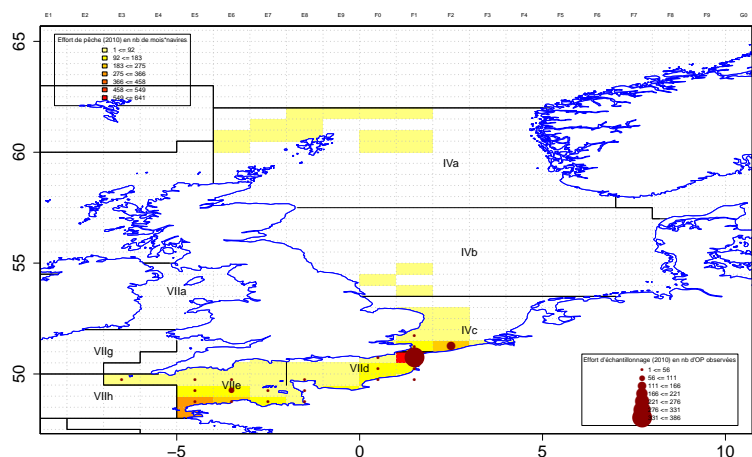 E1 E2 E3 E4 E5 E6 E7 E8 E9 F0 F1 F2 F3 F4 F5 F6 F7 F8 F9 G0
65
60
55
50
Effort de pêche (2010) en nb de mois*navires
1 <= 92
92 <= 183
183 <= 275
275 <= 366
366 <= 458
458 <= 549
549 <= 641
IVa
IVb
VIIa
IVc
VIIg
VIId
VIIe
VIIh
Effort d'échantillonnage (2010) en nb d'OP observées
1 <= 56
56 <= 111
111 <= 166
166 <= 221
221 <= 276
276 <= 331
331 <= 386
−5 0 5 10